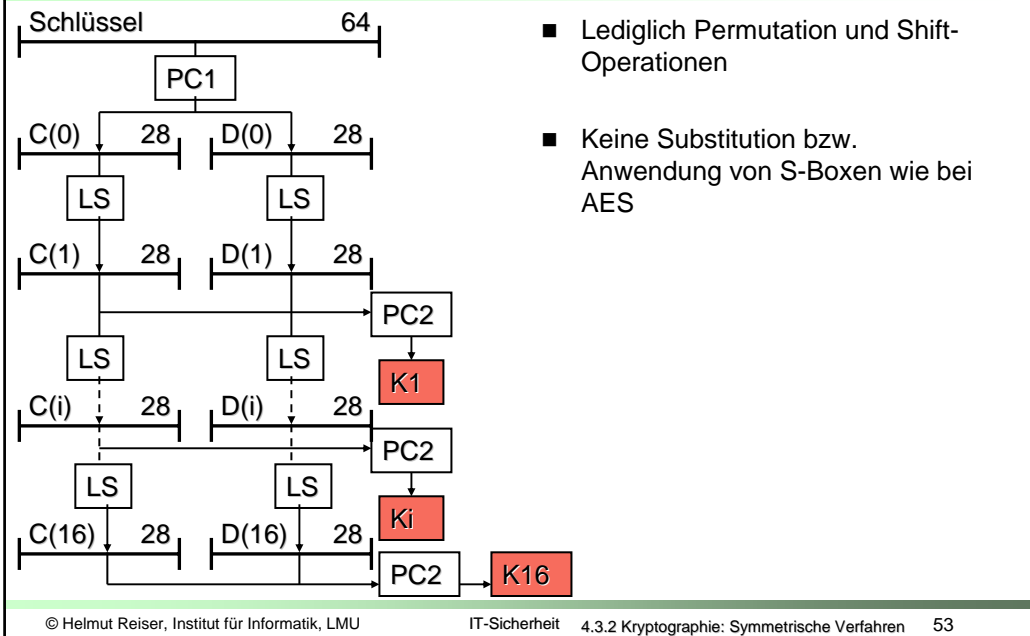 Schlüssel 64
PC1
C(0) 28 D(0) 28
LS LS
C(1) 28 D(1) 28
PC2
LS LS
K1
C(i) 28 D(i) 28
PC2
LS LS
Ki
C(16) 28 D(16) 28
PC2 K16
■ Lediglich Permutation und Shift-
Operationen
■ Keine Substitution bzw.
Anwendung von S-Boxen wie bei
AES
© Helmut Reiser, Institut für Informatik, LMU IT-Sicherheit 4.3.2 Kryptographie: Symmetrische Verfahren 53